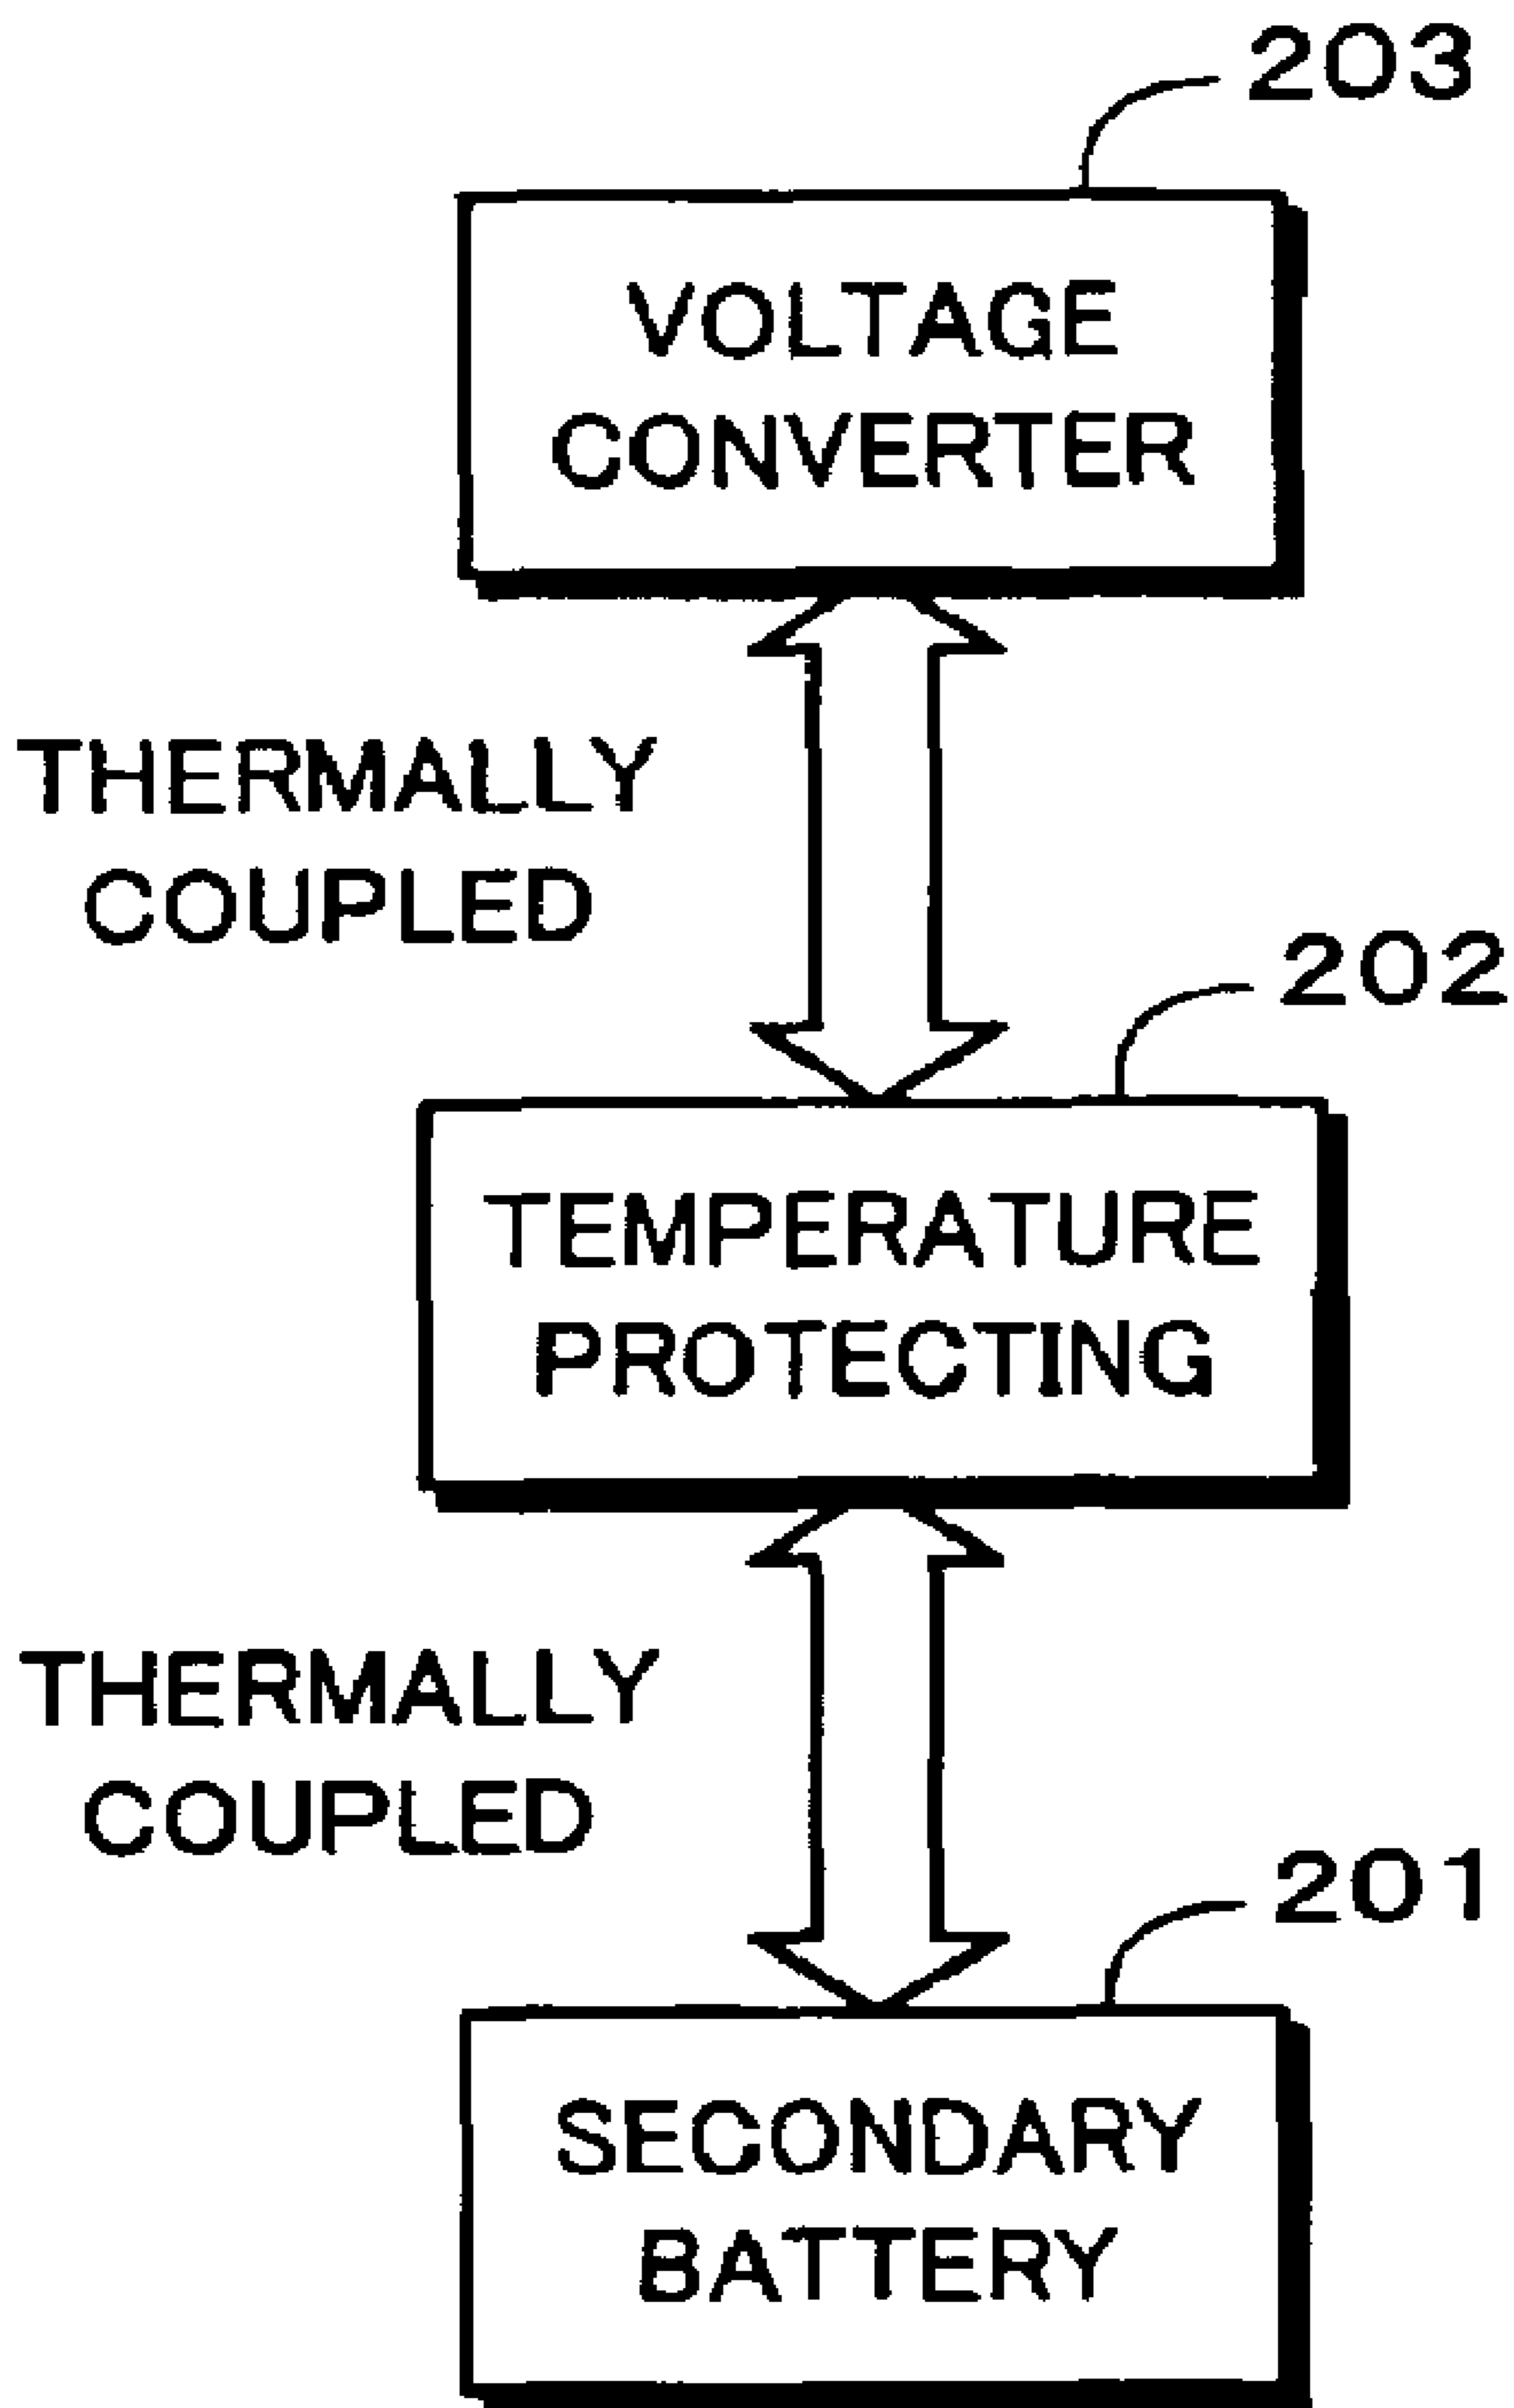 203
VOLTAGE
CONVERTER
THERMALLY
COUPLED
202
TEMPERATURE
PROTECTING
THERMALLY
COUPLED
201
SECONDARY
BATTERY